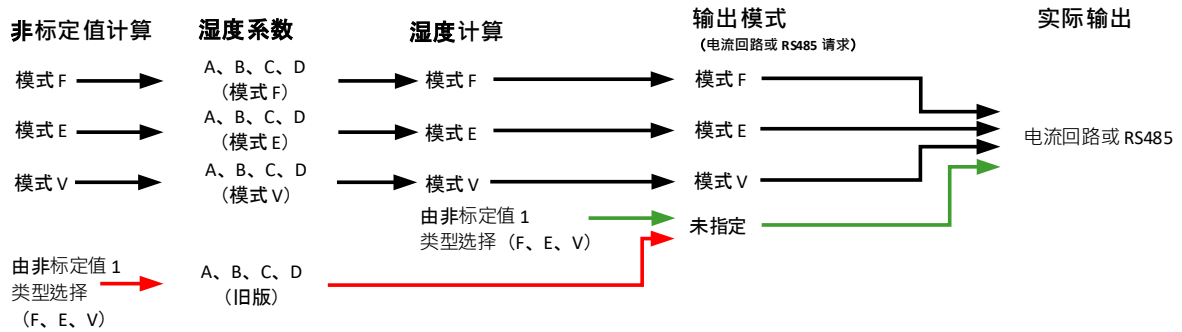 非标定值计算
湿度系数
湿度计算
输出模式
（电流回路或 RS485 请求）
实际输出
模式 F
A、B、C、D
（模式 F）
模式 F
模式 F
模式 E
A、B、C、D
（模式 E）
模式 E
模式 E
电流回路或 RS485
模式 V
A、B、C、D
（模式 V）
模式 V
模式 V
由非标定值 1
类型选择（F、E、V）
未指定
由非标定值 1
类型选择
（F、E、V）
A、B、C、D
（旧版）